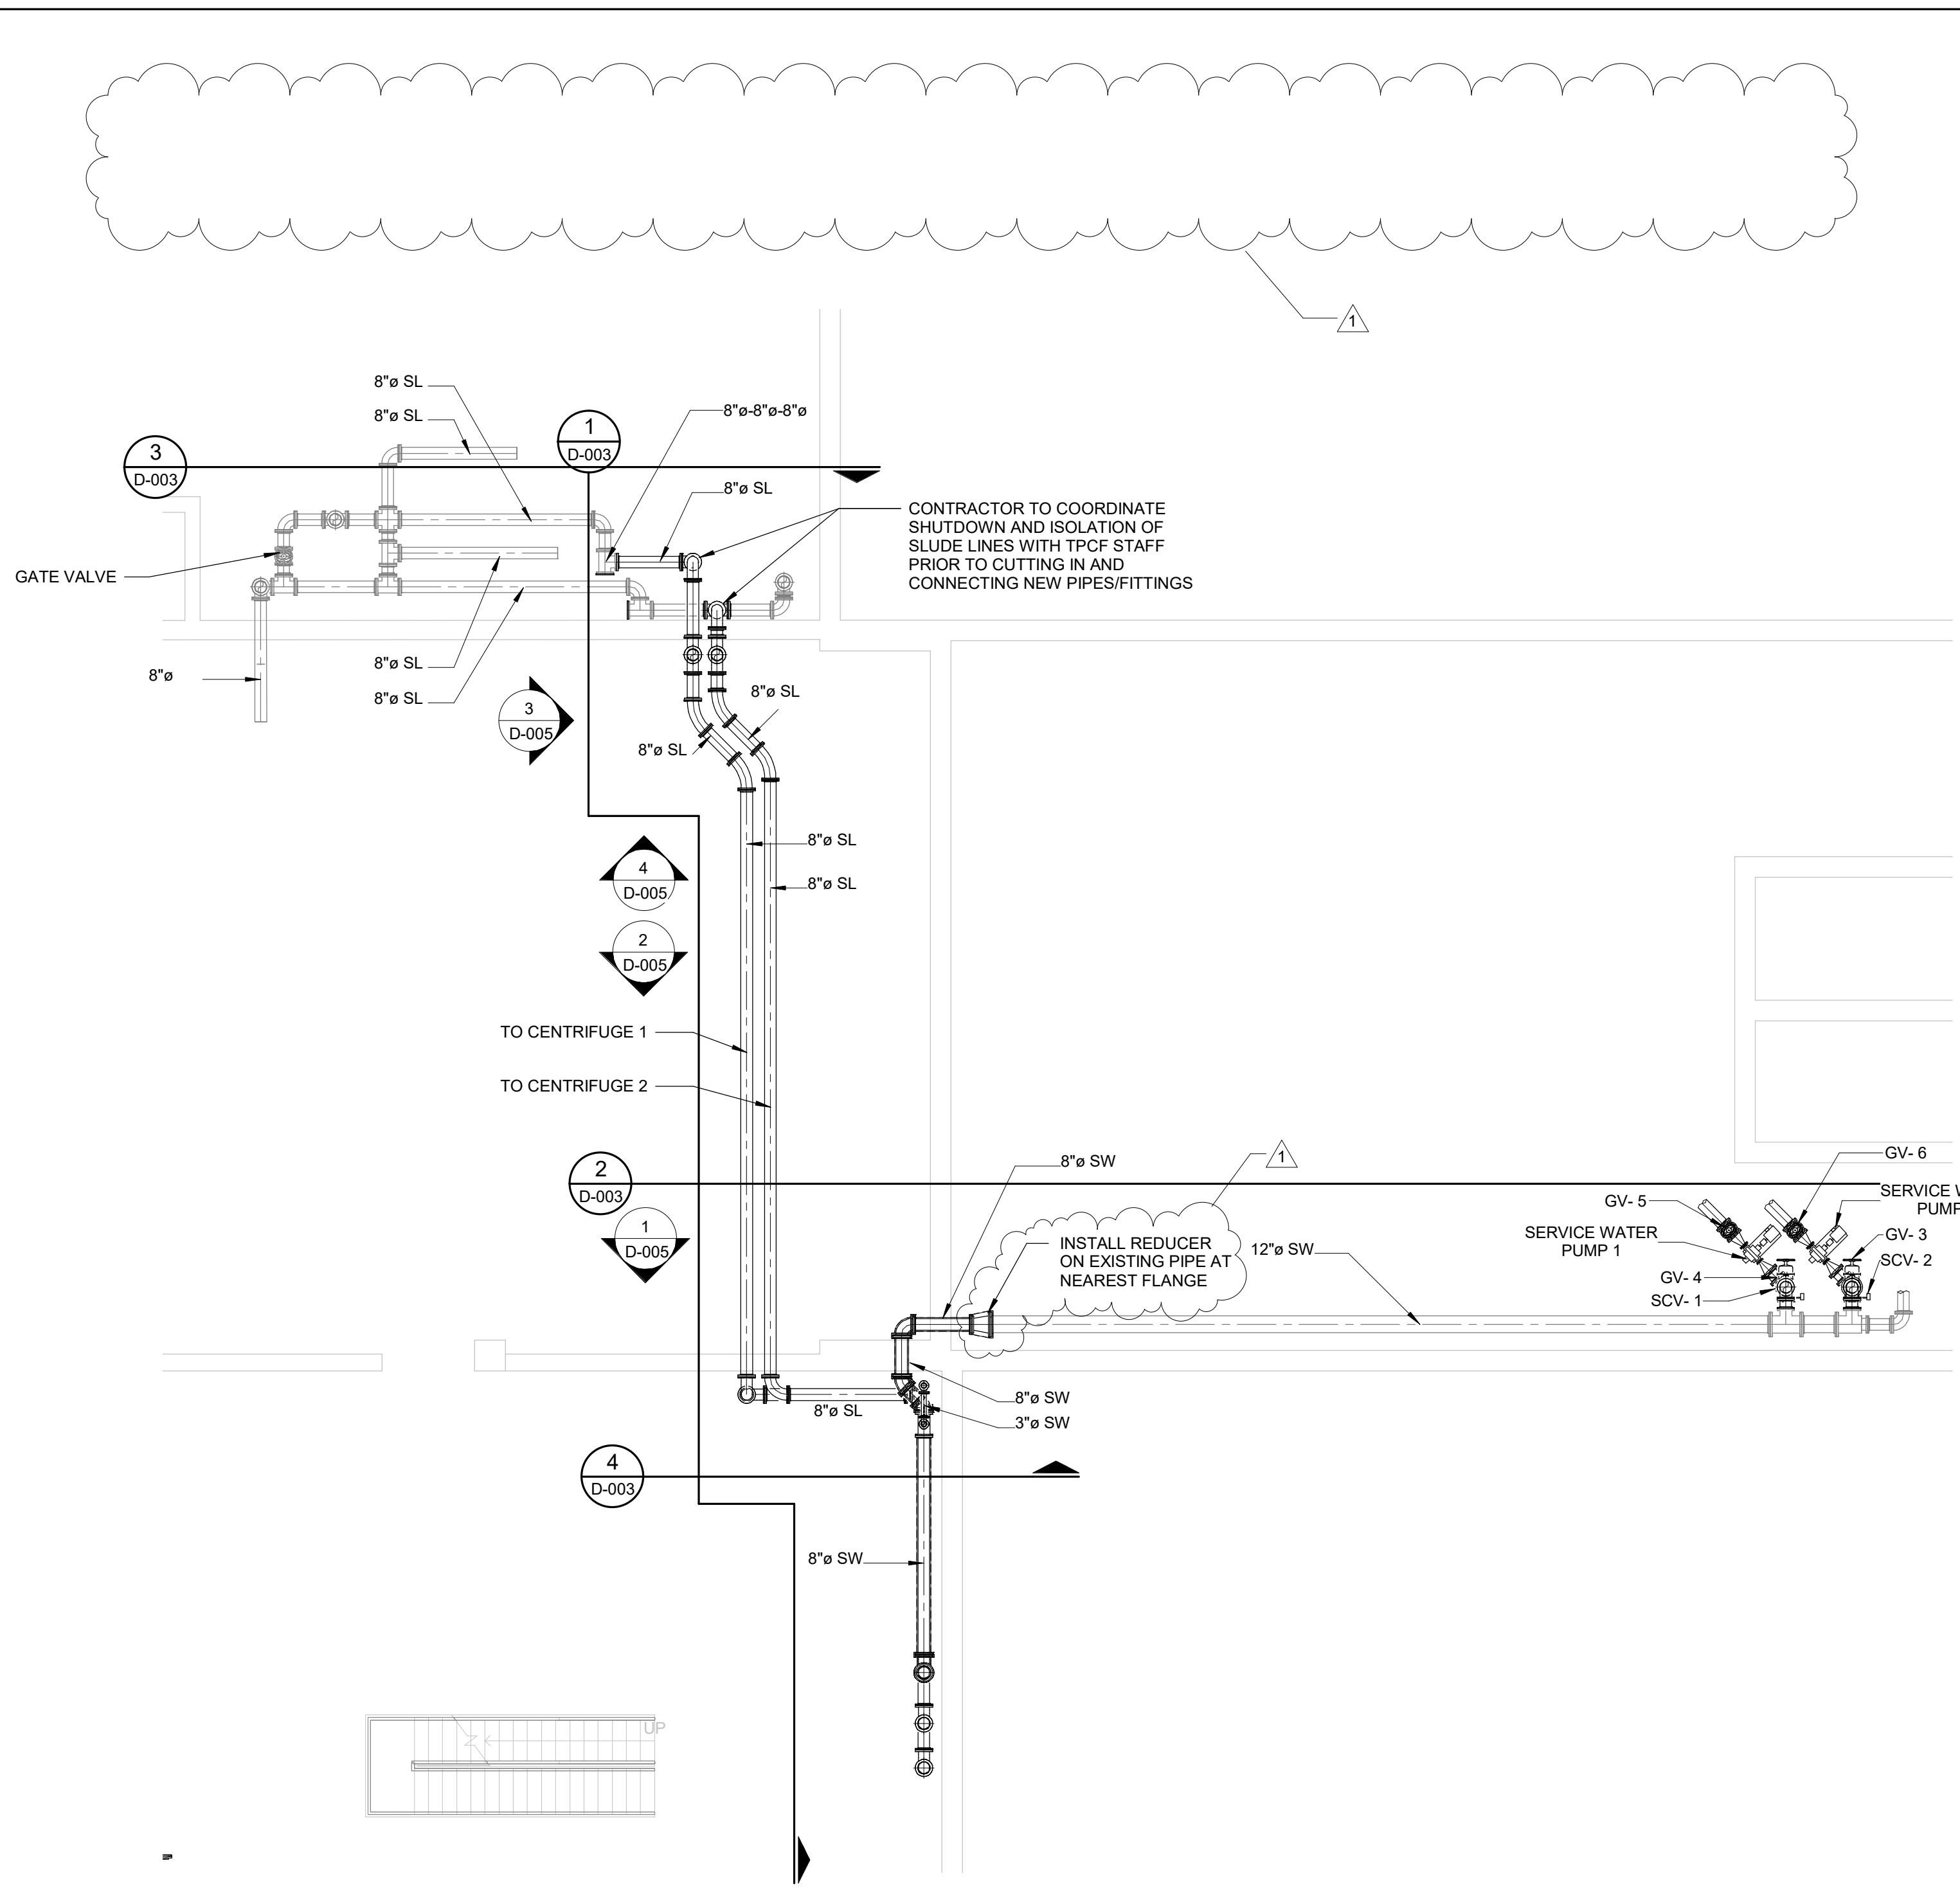 1
8"ø SL
8"ø SL
8"ø-8"ø-8"ø
1
D-003
3
D-003
8"ø SL
CONTRACTOR TO COORDINATE
SHUTDOWN AND ISOLATION OF
SLUDE LINES WITH TPCF STAFF
PRIOR TO CUTTING IN AND
CONNECTING NEW PIPES/FITTINGS
GATE VALVE
8"ø SL
8"ø
8"ø SL
3
D-005
8"ø SL
8"ø SL
8"ø SL
4
D-005
8"ø SL
2
D-005
TO CENTRIFUGE 1
TO CENTRIFUGE 2
1
8"ø SW
GV- 6
2
D-003
GV- 5
SERVICE W
PUMP
1
D-005
INSTALL REDUCER
ON EXISTING PIPE AT
NEAREST FLANGE
12"ø SW
SERVICE WATER
PUMP 1
GV- 3
SCV- 2
GV- 4
SCV- 1
8"ø SW
8"ø SL
3"ø SW
4
D-003
8"ø SW
UP